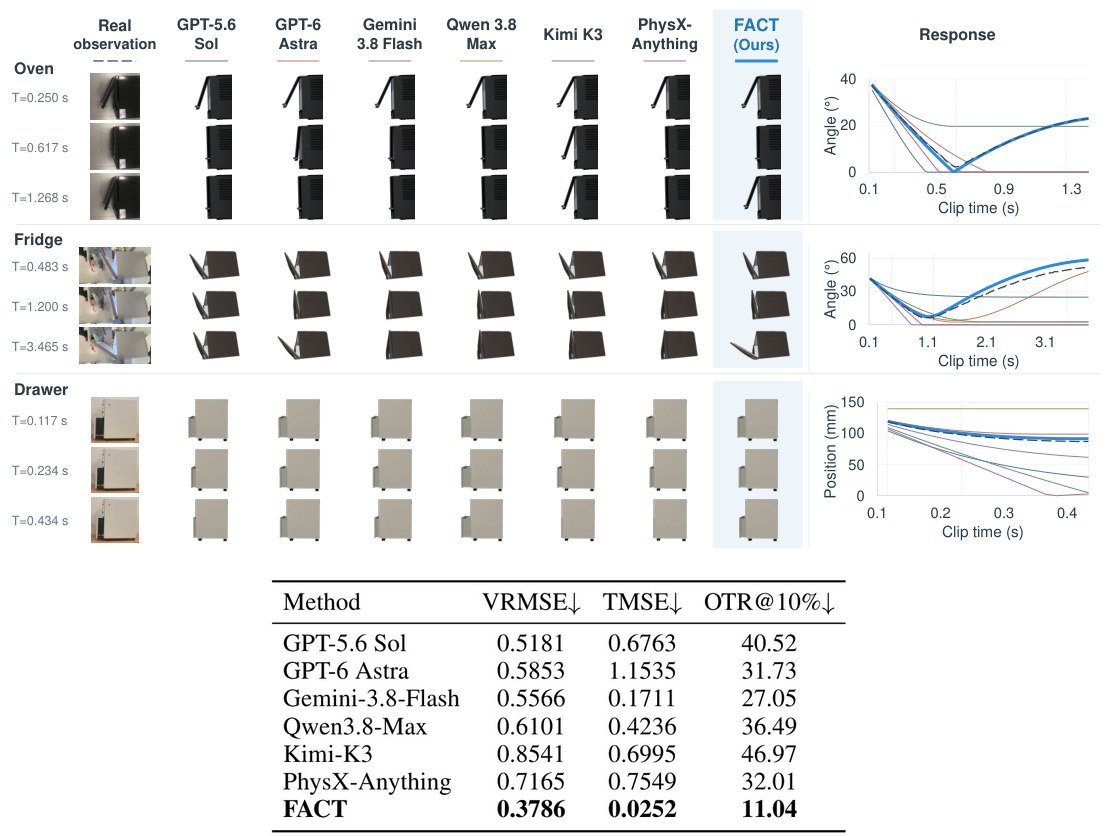 Real observation
GPT-5.6 Sol
GPT-6 Astra
Gemini 3.8 Flash
Qwen 3.8 Max
Kimi K3
PhysX-Anything
FACT (Ours)
Response
Oven
T=0.250 s
T=0.617 s
T=1.268 s
Angle (°)
40
20
0
0.1 0.5 0.9 1.3
Clip time (s)
Fridge
T=0.483 s
T=1.200 s
T=3.465 s
Angle (°)
60
30
0
0.1 1.1 2.1 3.1
Clip time (s)
Drawer
T=0.117 s
T=0.234 s
T=0.434 s
Position (mm)
150
100
50
0
0.1 0.2 0.3 0.4
Clip time (s)
Method VRMSE↓ TMSE↓ OTR@10%↓
GPT-5.6 Sol 0.5181 0.6763 40.52
GPT-6 Astra 0.5853 1.1535 31.73
Gemini-3.8-Flash 0.5566 0.1711 27.05
Qwen3.8-Max 0.6101 0.4236 36.49
Kimi-K3 0.8541 0.6995 46.97
PhysX-Anything 0.7165 0.7549 32.01
FACT 0.3786 0.0252 11.04